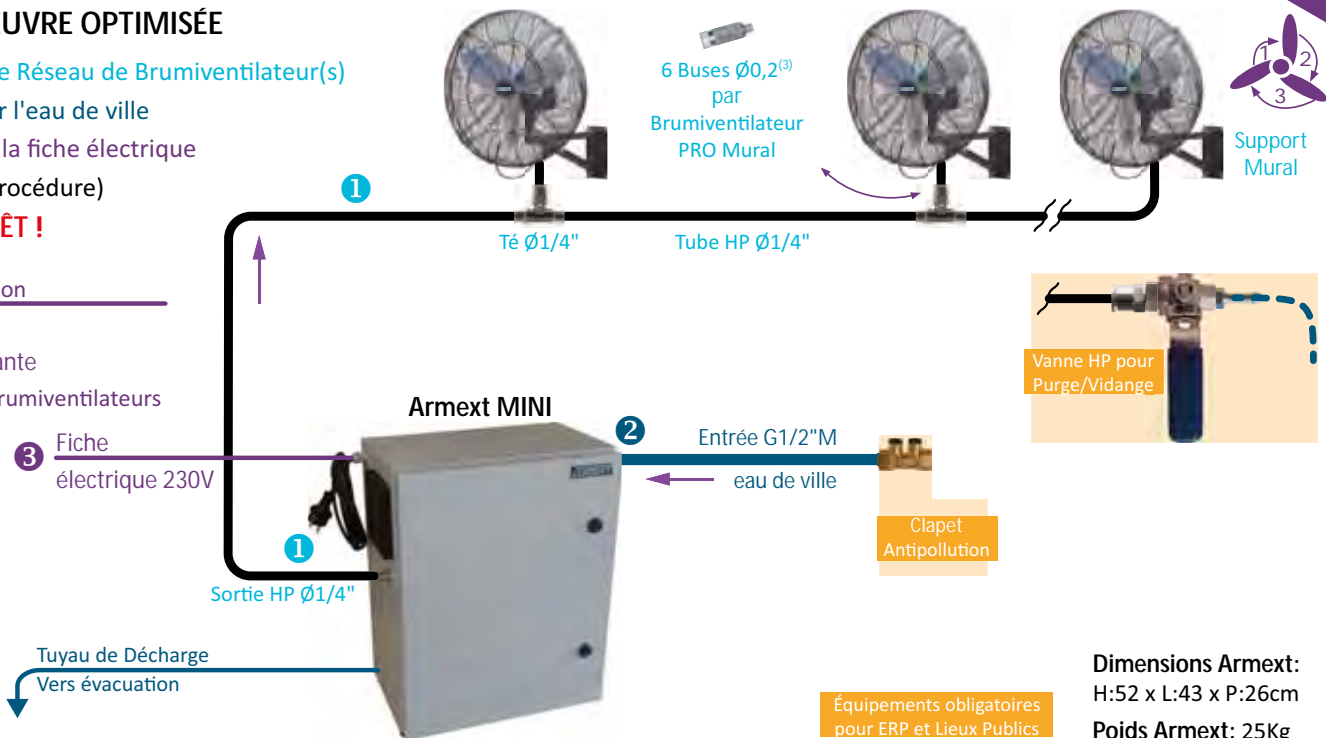 UVRE OPTIMISÉE
e Réseau de Brumiventilateur(s)
r l'eau de ville
la fiche électrique
rocédure)
ÊT !
on
ante
rumiventilateurs
6 Buses Ø0,2⁽³⁾
par
Brumiventilateur
PRO Mural
1
2
3
Support
Mural
1
Té Ø1/4"
Tube HP Ø1/4"
Vanne HP pour
Purge/Vidange
Armext MINI
3 Fiche
électrique 230V
2
Entrée G1/2"M
eau de ville
Clapet
Antipollution
1
Sortie HP Ø1/4"
Tuyau de Décharge
Vers évacuation
Équipements obligatoires
pour ERP et Lieux Publics
Dimensions Armext:
H:52 x L:43 x P:26cm
Poids Armext: 25Kg